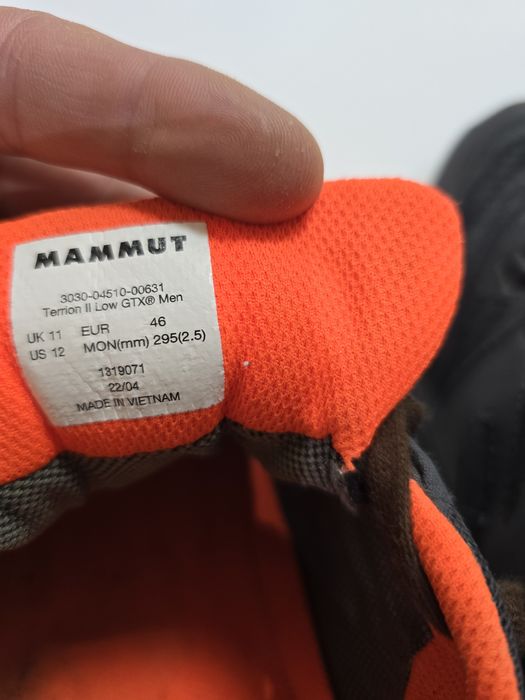 MAMMUT
3030-04510-00631
Terrion II Low GTX® Men
UK 11 EUR 46
US 12 MON(mm) 295(2.5)
1319071
22/04
MADE IN VIETNAM